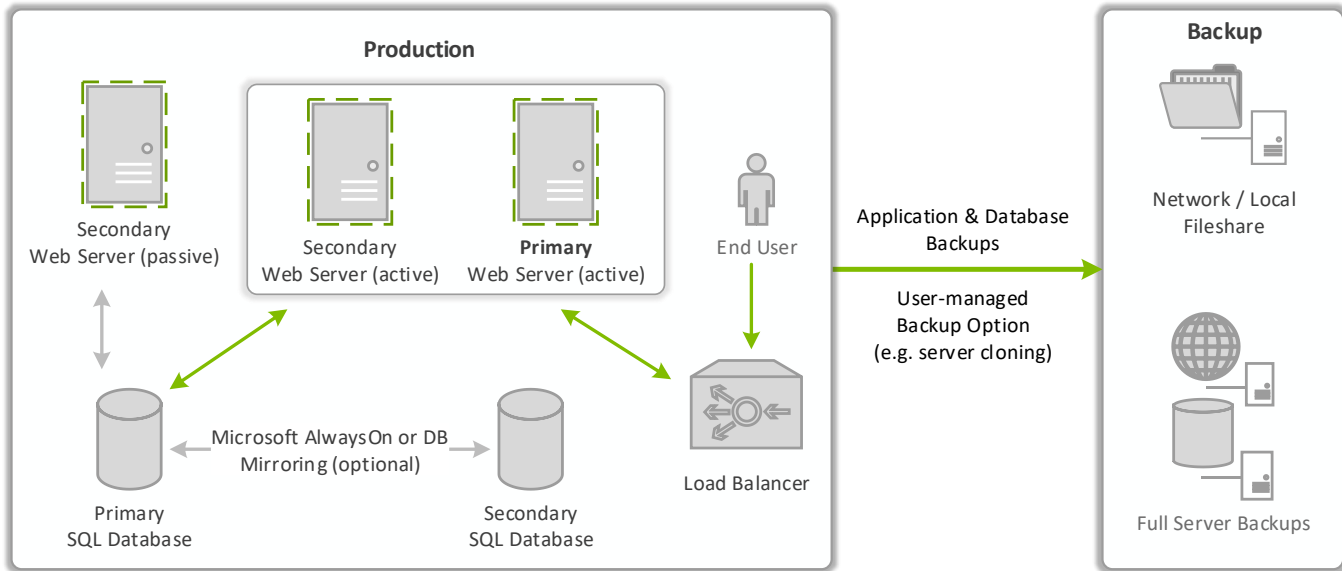 Production
Secondary
Web Server (passive)
Secondary
Web Server (active)
Primary
Web Server (active)
End User
Primary
SQL Database
Microsoft AlwaysOn or DB
Mirroring (optional)
Secondary
SQL Database
Load Balancer
Application & Database
Backups
User-managed
Backup Option
(e.g. server cloning)
Backup
Network / Local
Fileshare
Full Server Backups